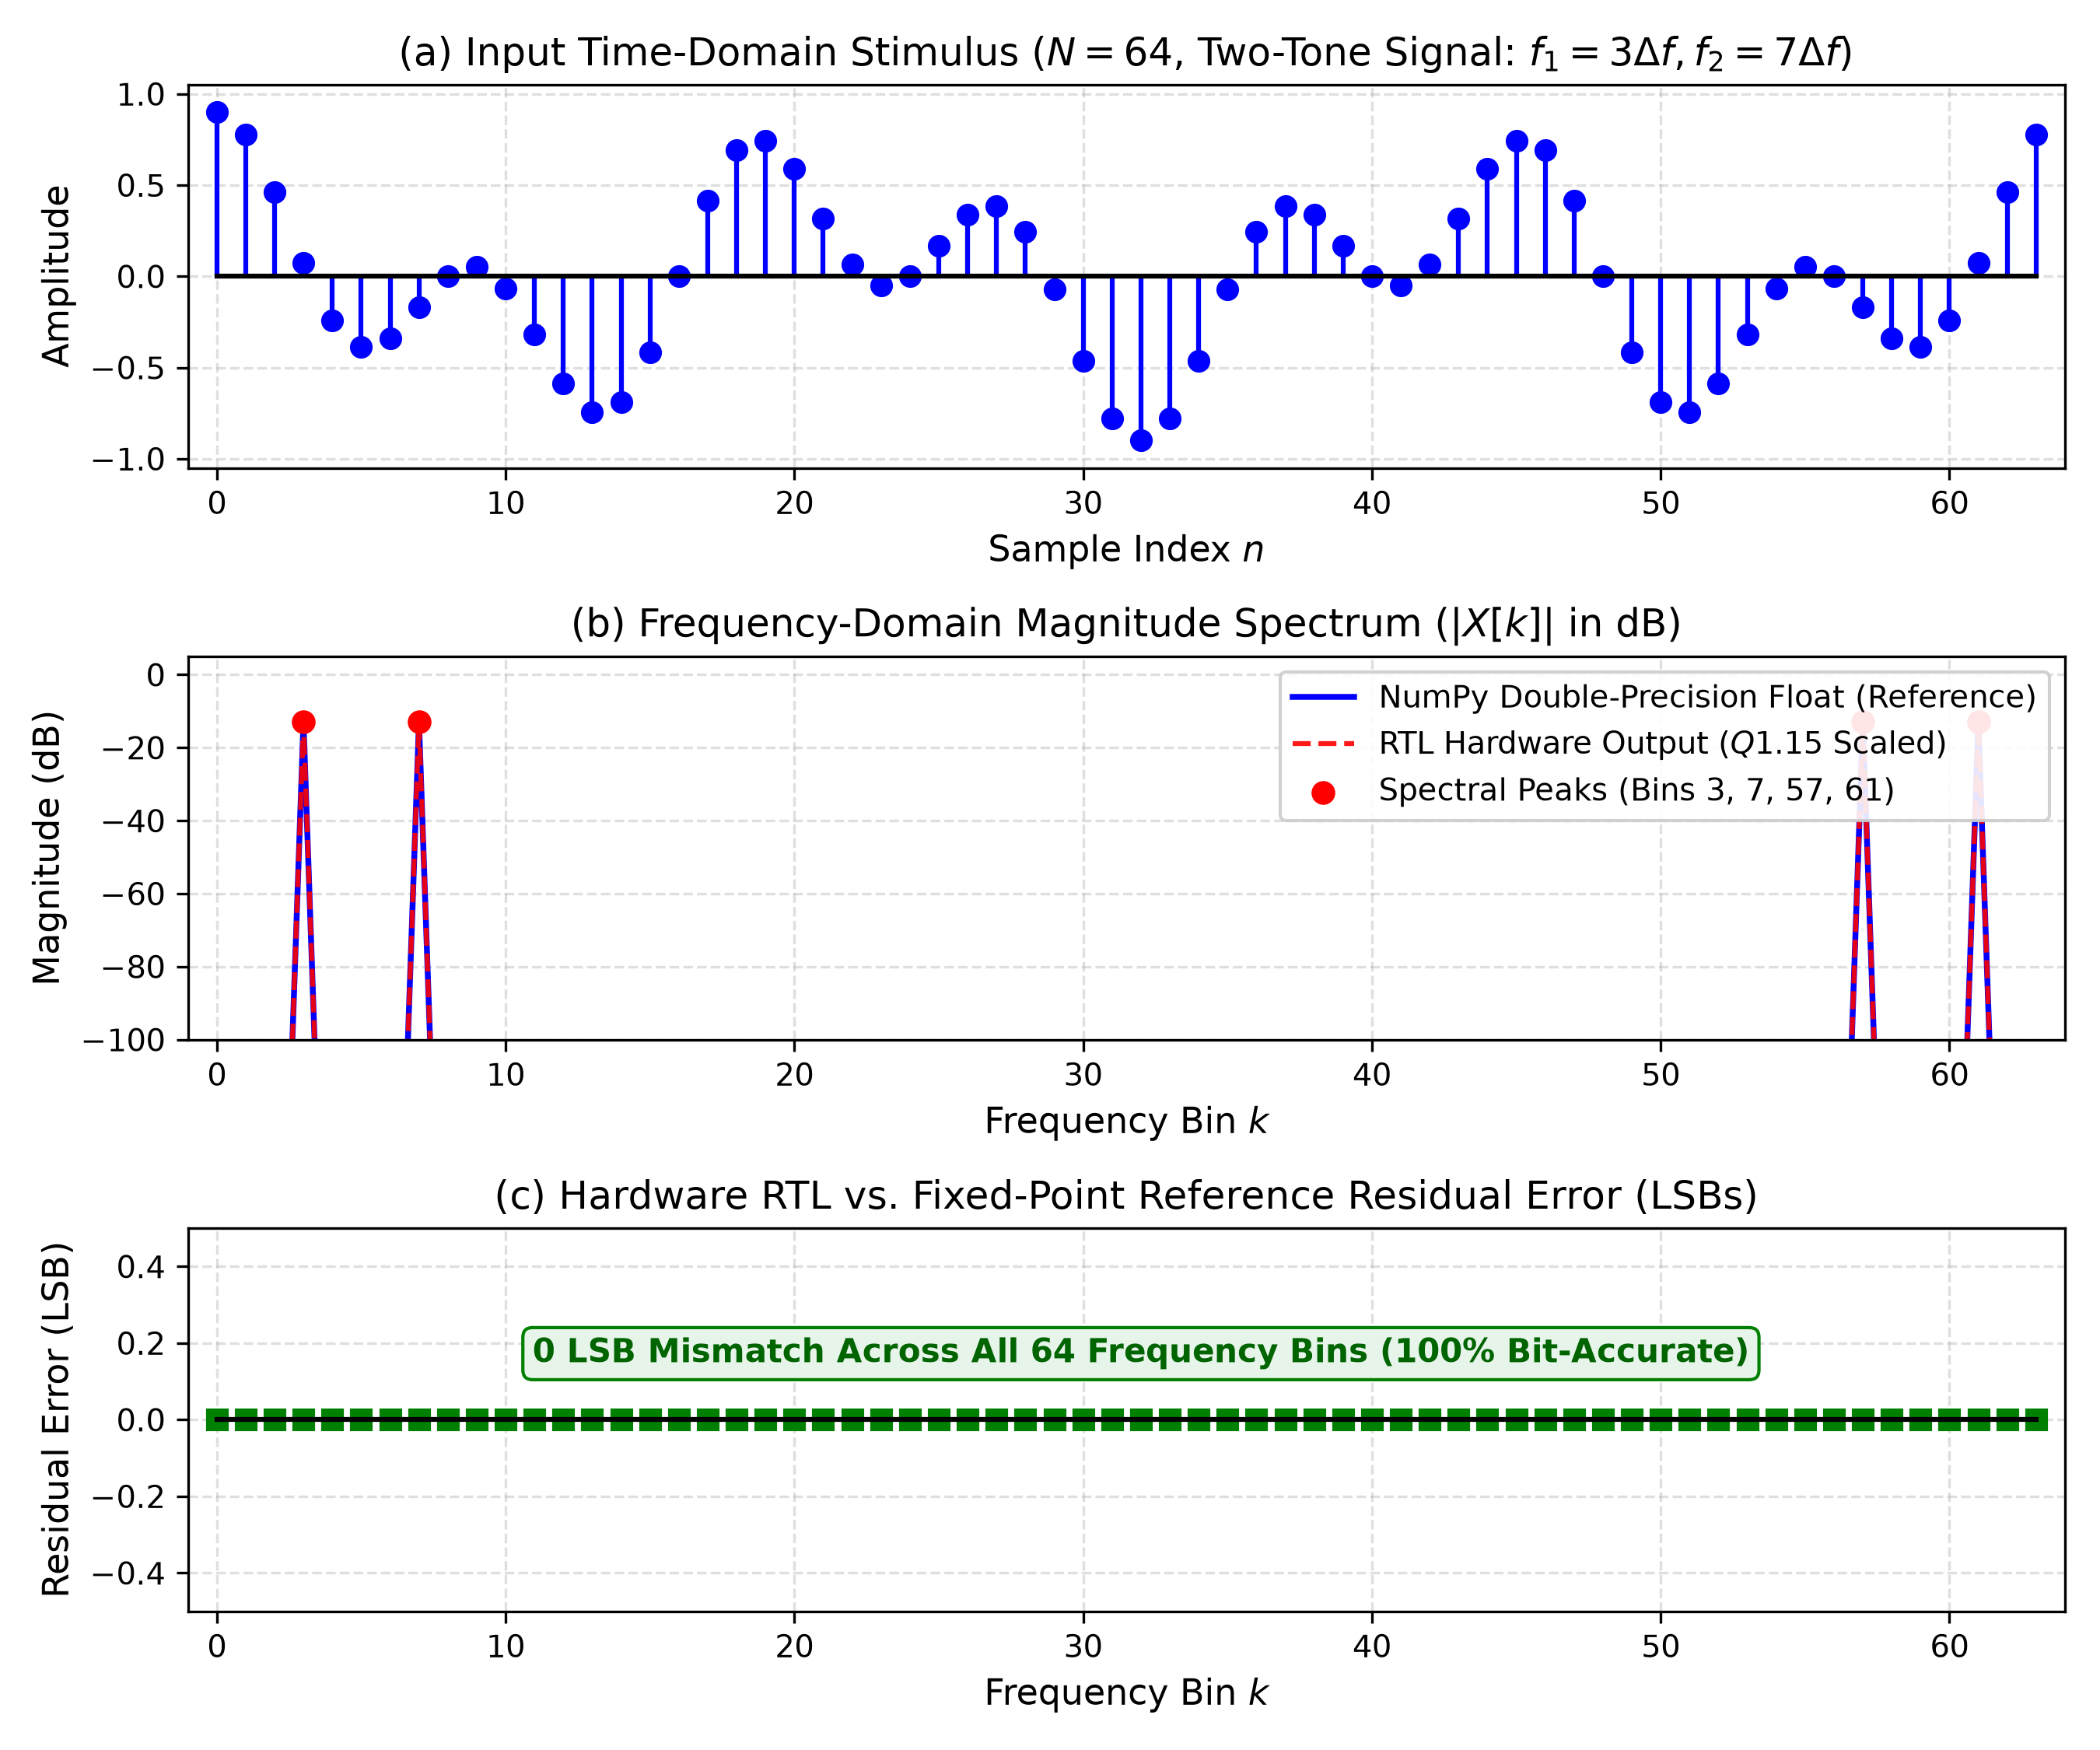 (a) Input Time-Domain Stimulus (N = 64, Two-Tone Signal: f₁ = 3Δf, f₂ = 7Δf)
1.0
0.5
0.0
−0.5
−1.0
Amplitude
0 10 20 30 40 50 60
Sample Index n
(b) Frequency-Domain Magnitude Spectrum (|X[k]| in dB)
0
−20
−40
−60
−80
−100
Magnitude (dB)
NumPy Double-Precision Float (Reference)
RTL Hardware Output (Q1.15 Scaled)
Spectral Peaks (Bins 3, 7, 57, 61)
0 10 20 30 40 50 60
Frequency Bin k
(c) Hardware RTL vs. Fixed-Point Reference Residual Error (LSBs)
0.4
0.2
0.0
−0.2
−0.4
Residual Error (LSB)
0 LSB Mismatch Across All 64 Frequency Bins (100% Bit-Accurate)
0 10 20 30 40 50 60
Frequency Bin k